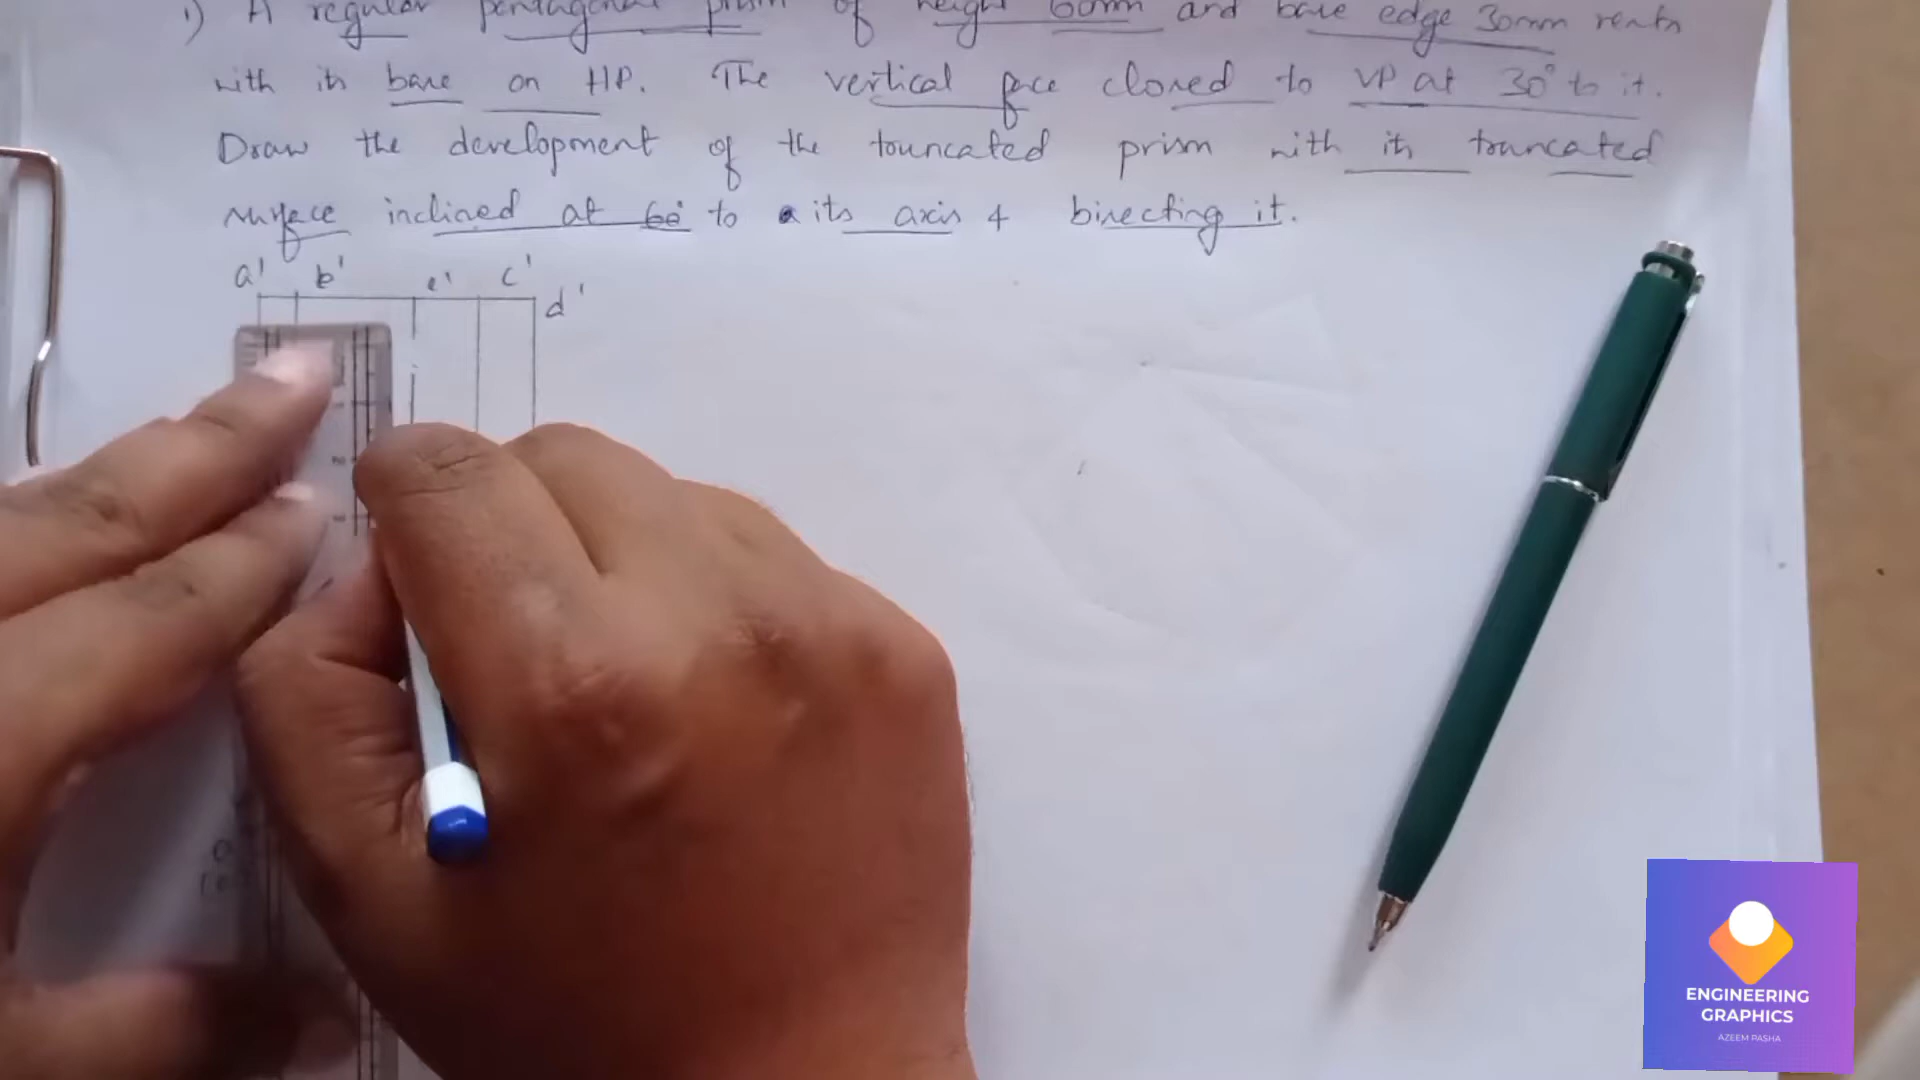 1) A regular pentagonal prism of height 60mm and base edge 30mm rests
with its base on HP. The vertical face closed to VP at 30° to it.
Draw the development of the truncated prism with its truncated
surface inclined at 60° to its axis & bisecting it.
a' b' e' c'
d'
ENGINEERING
GRAPHICS
AZEEM PASHA